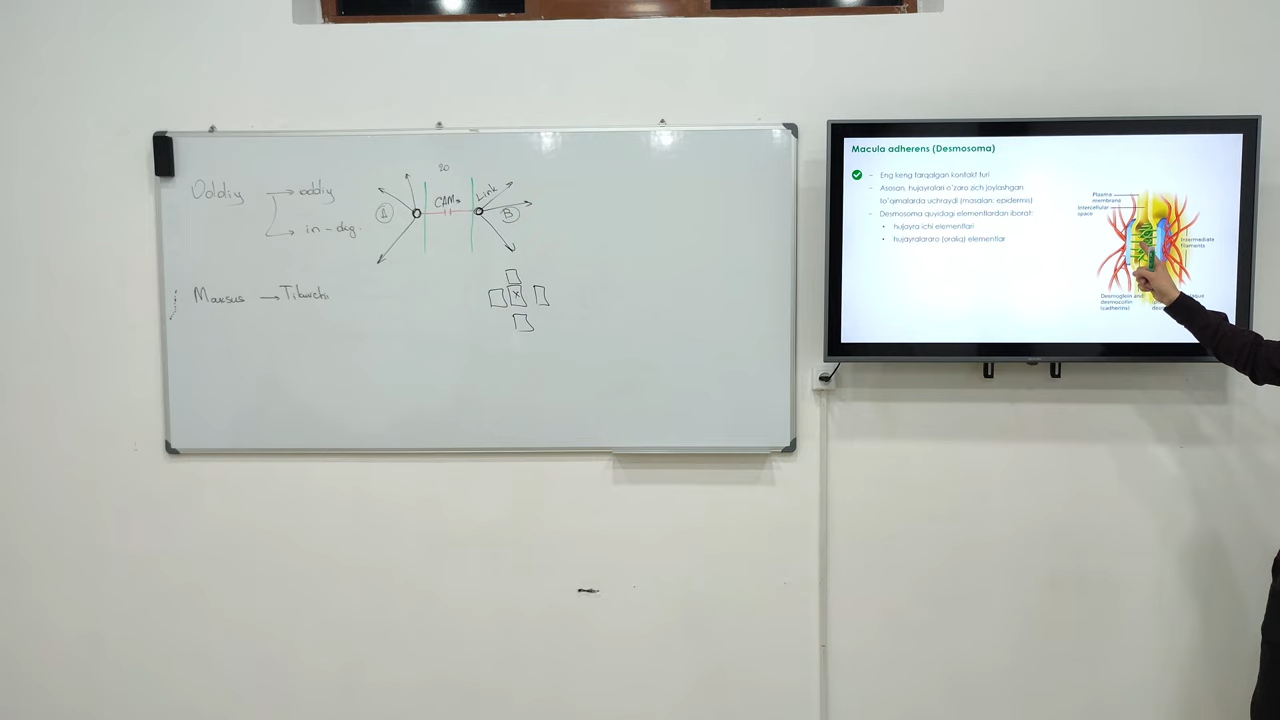 Oddiy → oddiy
→ in-deg.
Maxsus →
20
CAMs
Link
A
B
X
Macula adherens (Desmosoma)
– Eng keng tarqalgan kontakt turi
– Asosan, hujayralari o'zaro zich joylashgan
to'qimalarda uchraydi (masalan: epidermis)
– Desmosoma quyidagi elementlardan iborat:
• hujayra ichi elementlari
• hujayralararo (oraliq) elementlar
Plasma
membrane
Intercellular
space
Intermediate
filaments
Desmoglein and
desmocollin
(cadherins)